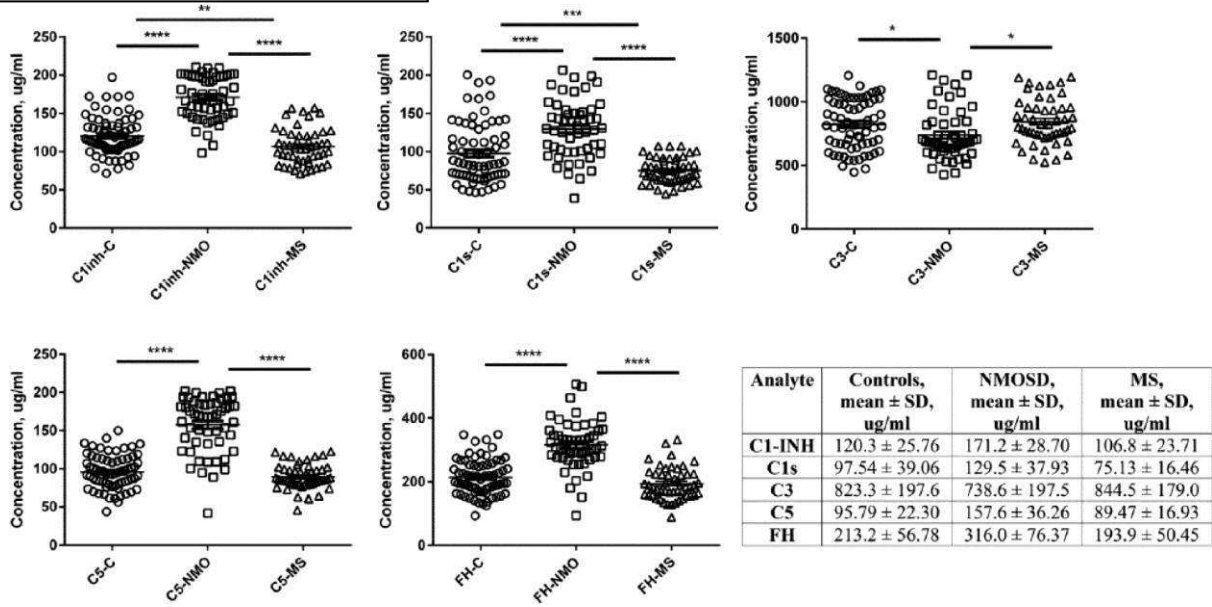 **
****
****
Concentration, ug/ml
250
200
150
100
50
0
C1inh-C
C1inh-NMO
C1inh-MS
***
****
****
Concentration, ug/ml
250
200
150
100
50
0
C1s-C
C1s-NMO
C1s-MS
*
*
Concentration, ug/ml
1500
1000
500
0
C3-C
C3-NMO
C3-MS
****
****
Concentration, ug/ml
250
200
150
100
50
0
C5-C
C5-NMO
C5-MS
****
****
Concentration, ug/ml
600
400
200
0
FH-C
FH-NMO
FH-MS
Analyte Controls, NMOSD, MS,
mean ± SD, mean ± SD, mean ± SD,
ug/ml ug/ml ug/ml
C1-INH 120.3 ± 25.76 171.2 ± 28.70 106.8 ± 23.71
C1s 97.54 ± 39.06 129.5 ± 37.93 75.13 ± 16.46
C3 823.3 ± 197.6 738.6 ± 197.5 844.5 ± 179.0
C5 95.79 ± 22.30 157.6 ± 36.26 89.47 ± 16.93
FH 213.2 ± 56.78 316.0 ± 76.37 193.9 ± 50.45